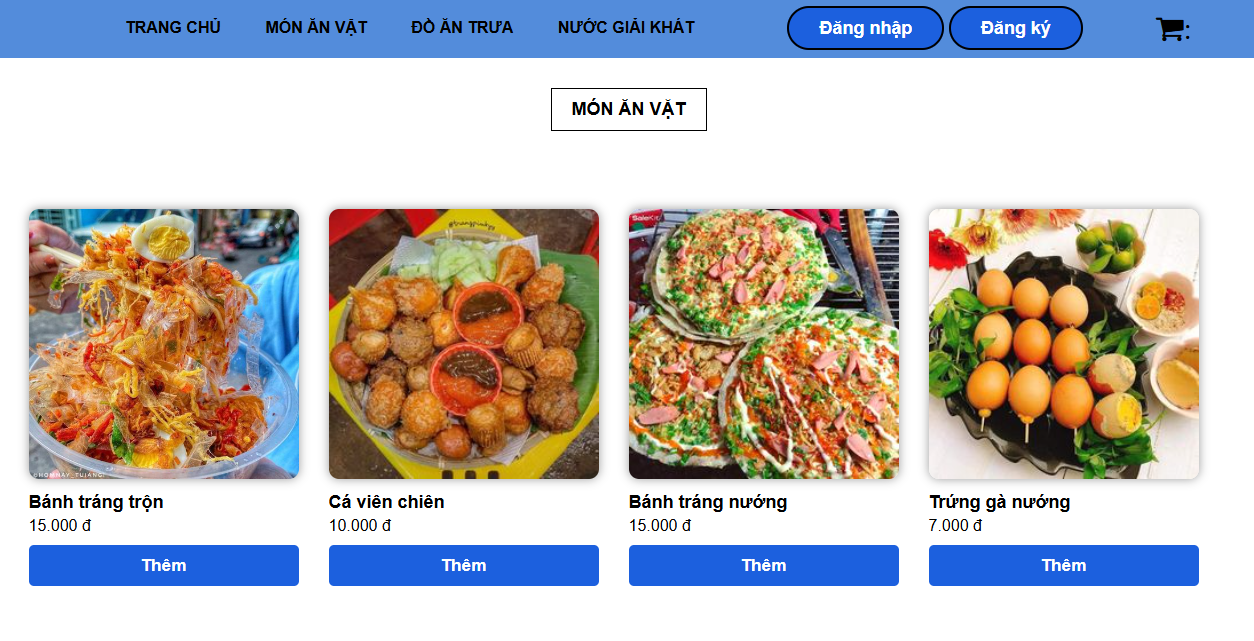 TRANG CHỦ MÓN ĂN VẶT ĐỒ ĂN TRƯA NƯỚC GIẢI KHÁT Đăng nhập Đăng ký :
MÓN ĂN VẶT
SaleKit
Bánh tráng trộn Cá viên chiên Bánh tráng nướng Trứng gà nướng
15.000 đ 10.000 đ 15.000 đ 7.000 đ
Thêm Thêm Thêm Thêm